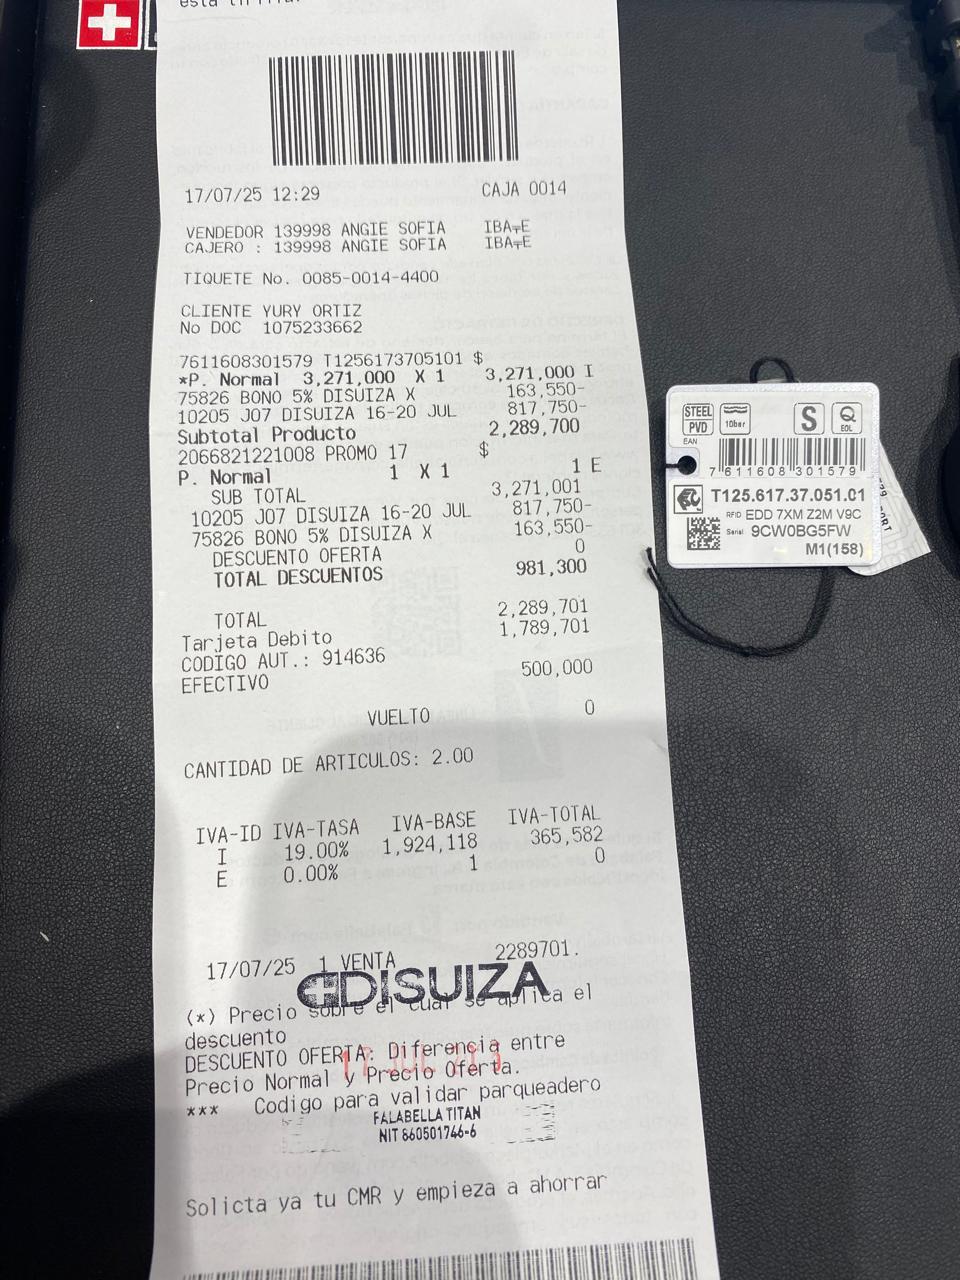 17/07/25 12:29 CAJA 0014
VENDEDOR 139998 ANGIE SOFIA
CAJERO : 139998 ANGIE SOFIA
TIQUETE No. 0085-0014-4400
CLIENTE YURY ORTIZ
No DOC 1075233662
7611608301579 T1256173705101 $
*P. Normal 3,271,000 X 1 3,271,000 I
75826 BONO 5% DISUIZA X 163,550-
10205 J07 DISUIZA 16-20 JUL 817,750-
Subtotal Producto 2,289,700
2066821221008 PROMO 17 $
P. Normal 1 X 1 1 E
SUB TOTAL 3,271,001
10205 J07 DISUIZA 16-20 JUL 817,750-
75826 BONO 5% DISUIZA X 163,550-
DESCUENTO OFERTA 0
TOTAL DESCUENTOS 981,300
TOTAL 2,289,701
Tarjeta Debito 1,789,701
CODIGO AUT.: 914636
EFECTIVO 500,000
VUELTO 0
CANTIDAD DE ARTICULOS: 2.00
IVA-ID IVA-TASA IVA-BASE IVA-TOTAL
I 19.00% 1,924,118 365,582
E 0.00% 1 0
17/07/25 1 VENTA 2289701.
DISUIZA
(*) Precio sobre el cual se aplica el
descuento
DESCUENTO OFERTA: Diferencia entre
Precio Normal y Precio Oferta.
*** Codigo para validar parqueadero
FALABELLA TITAN
NIT 860501746-6
Solicta ya tu CMR y empieza a ahorrar
STEEL
PVD
10bar
S
Q
EOL
EAN
7 611608 301579
T125.617.37.051.01
RFID EDD 7XM Z2M V9C
Serial 9CW0BG5FW
M1(158)